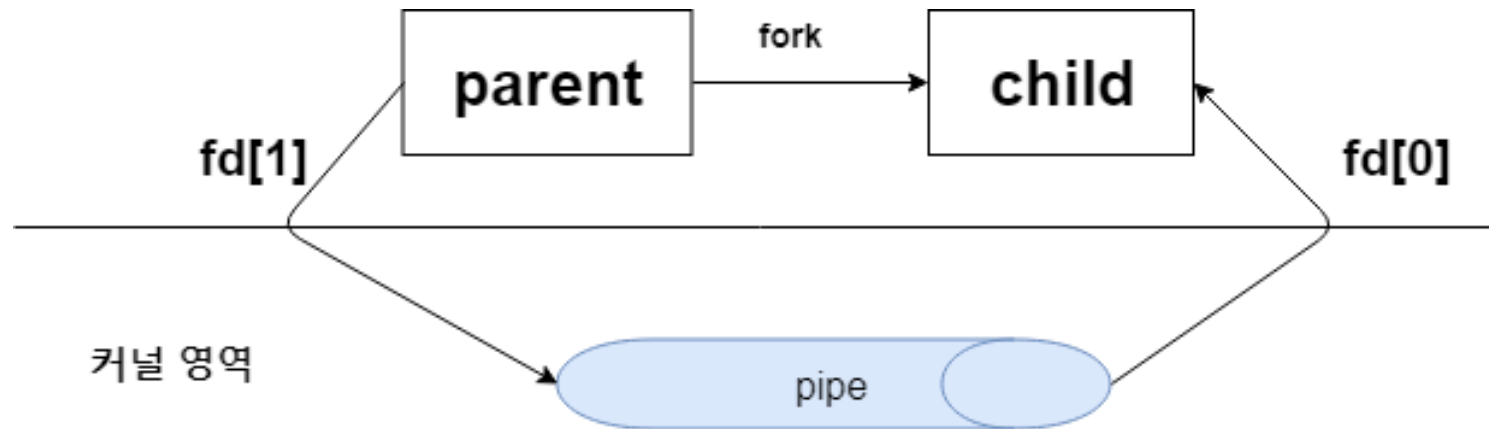 fork
parent
child
fd[1]
fd[0]
커널 영역
pipe